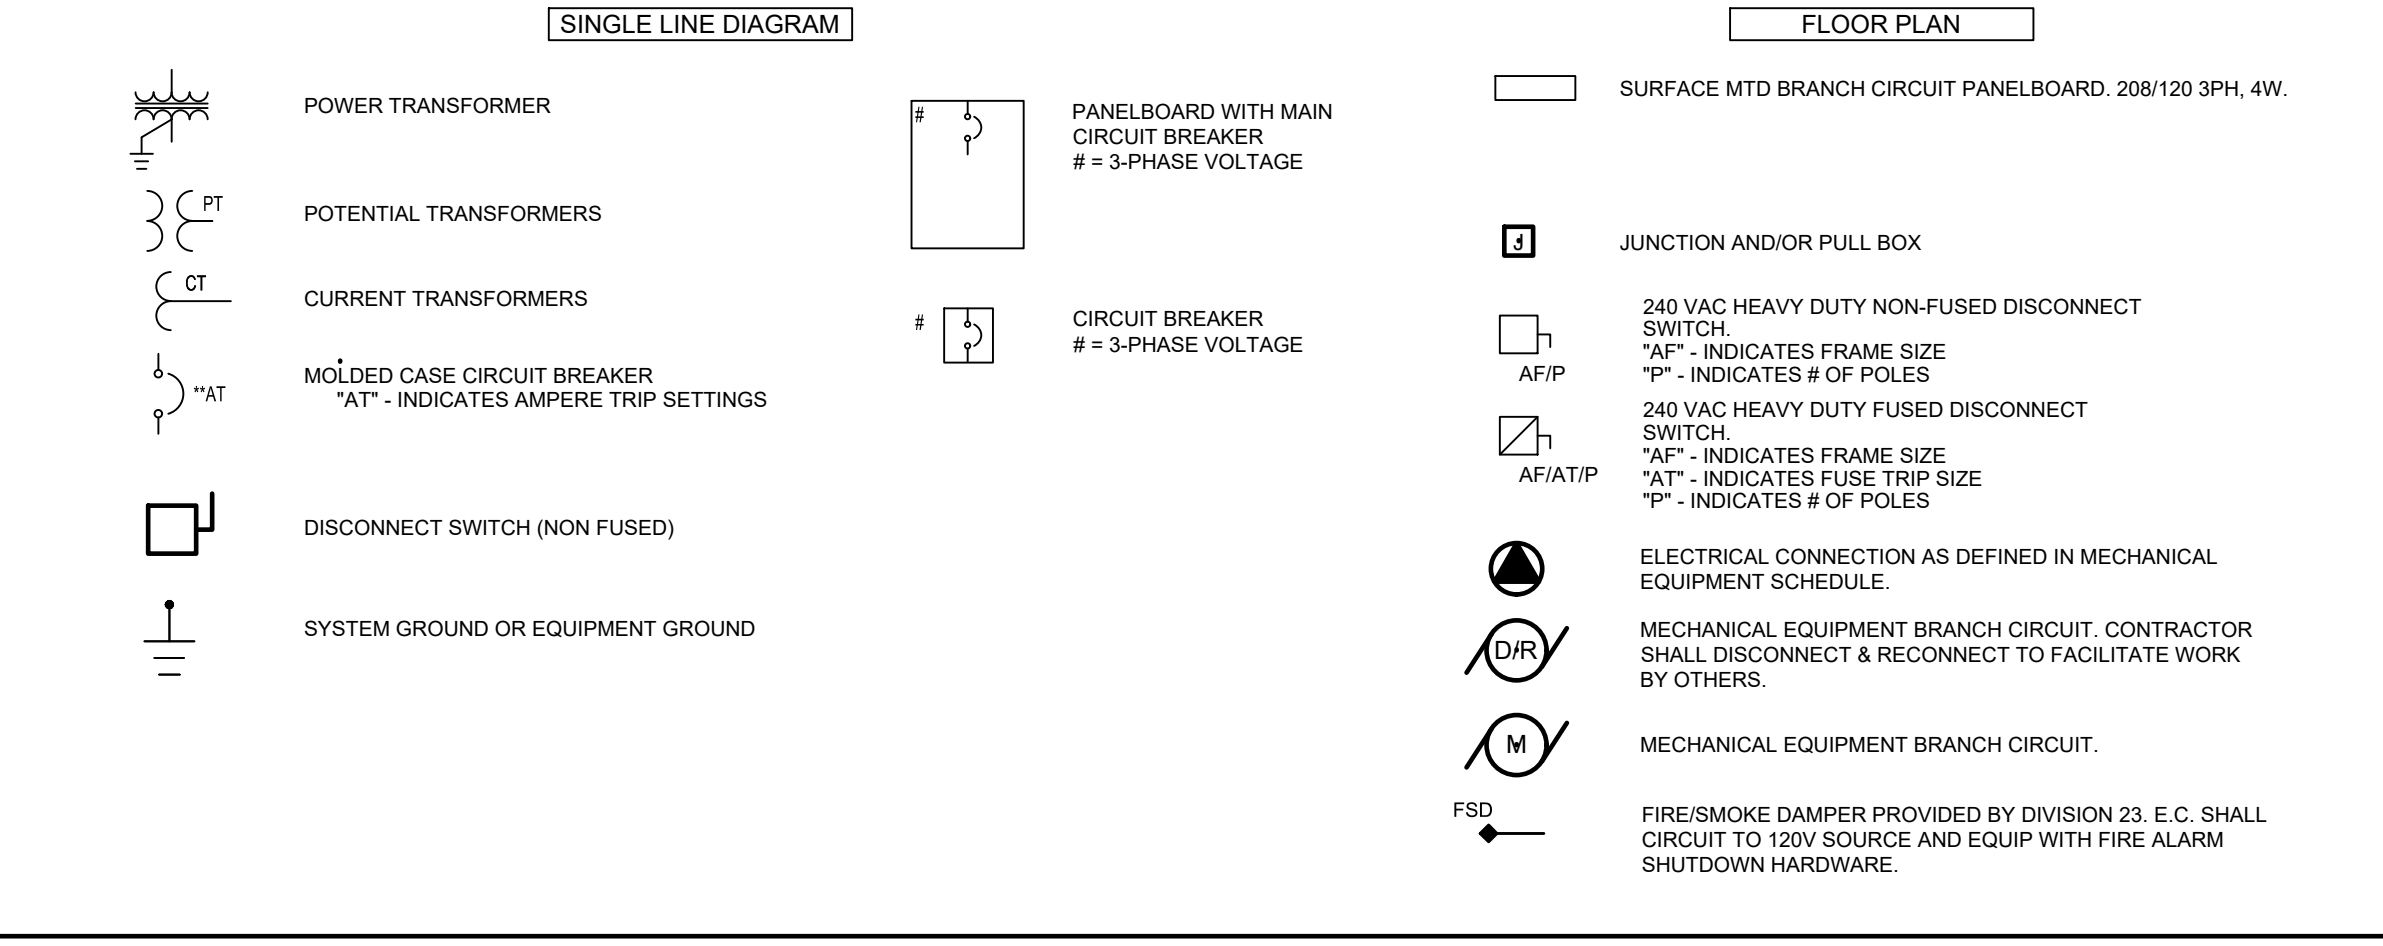 SINGLE LINE DIAGRAM
POWER TRANSFORMER
PT
POTENTIAL TRANSFORMERS
CT
CURRENT TRANSFORMERS
**AT
MOLDED CASE CIRCUIT BREAKER
"AT" - INDICATES AMPERE TRIP SETTINGS
DISCONNECT SWITCH (NON FUSED)
SYSTEM GROUND OR EQUIPMENT GROUND
#
PANELBOARD WITH MAIN
CIRCUIT BREAKER
# = 3-PHASE VOLTAGE
#
CIRCUIT BREAKER
# = 3-PHASE VOLTAGE
FLOOR PLAN
SURFACE MTD BRANCH CIRCUIT PANELBOARD. 208/120 3PH, 4W.
J
JUNCTION AND/OR PULL BOX
AF/P
240 VAC HEAVY DUTY NON-FUSED DISCONNECT
SWITCH.
"AF" - INDICATES FRAME SIZE
"P" - INDICATES # OF POLES
AF/AT/P
240 VAC HEAVY DUTY FUSED DISCONNECT
SWITCH.
"AF" - INDICATES FRAME SIZE
"AT" - INDICATES FUSE TRIP SIZE
"P" - INDICATES # OF POLES
ELECTRICAL CONNECTION AS DEFINED IN MECHANICAL
EQUIPMENT SCHEDULE.
D/R
MECHANICAL EQUIPMENT BRANCH CIRCUIT. CONTRACTOR
SHALL DISCONNECT & RECONNECT TO FACILITATE WORK
BY OTHERS.
M
MECHANICAL EQUIPMENT BRANCH CIRCUIT.
FSD
FIRE/SMOKE DAMPER PROVIDED BY DIVISION 23. E.C. SHALL
CIRCUIT TO 120V SOURCE AND EQUIP WITH FIRE ALARM
SHUTDOWN HARDWARE.